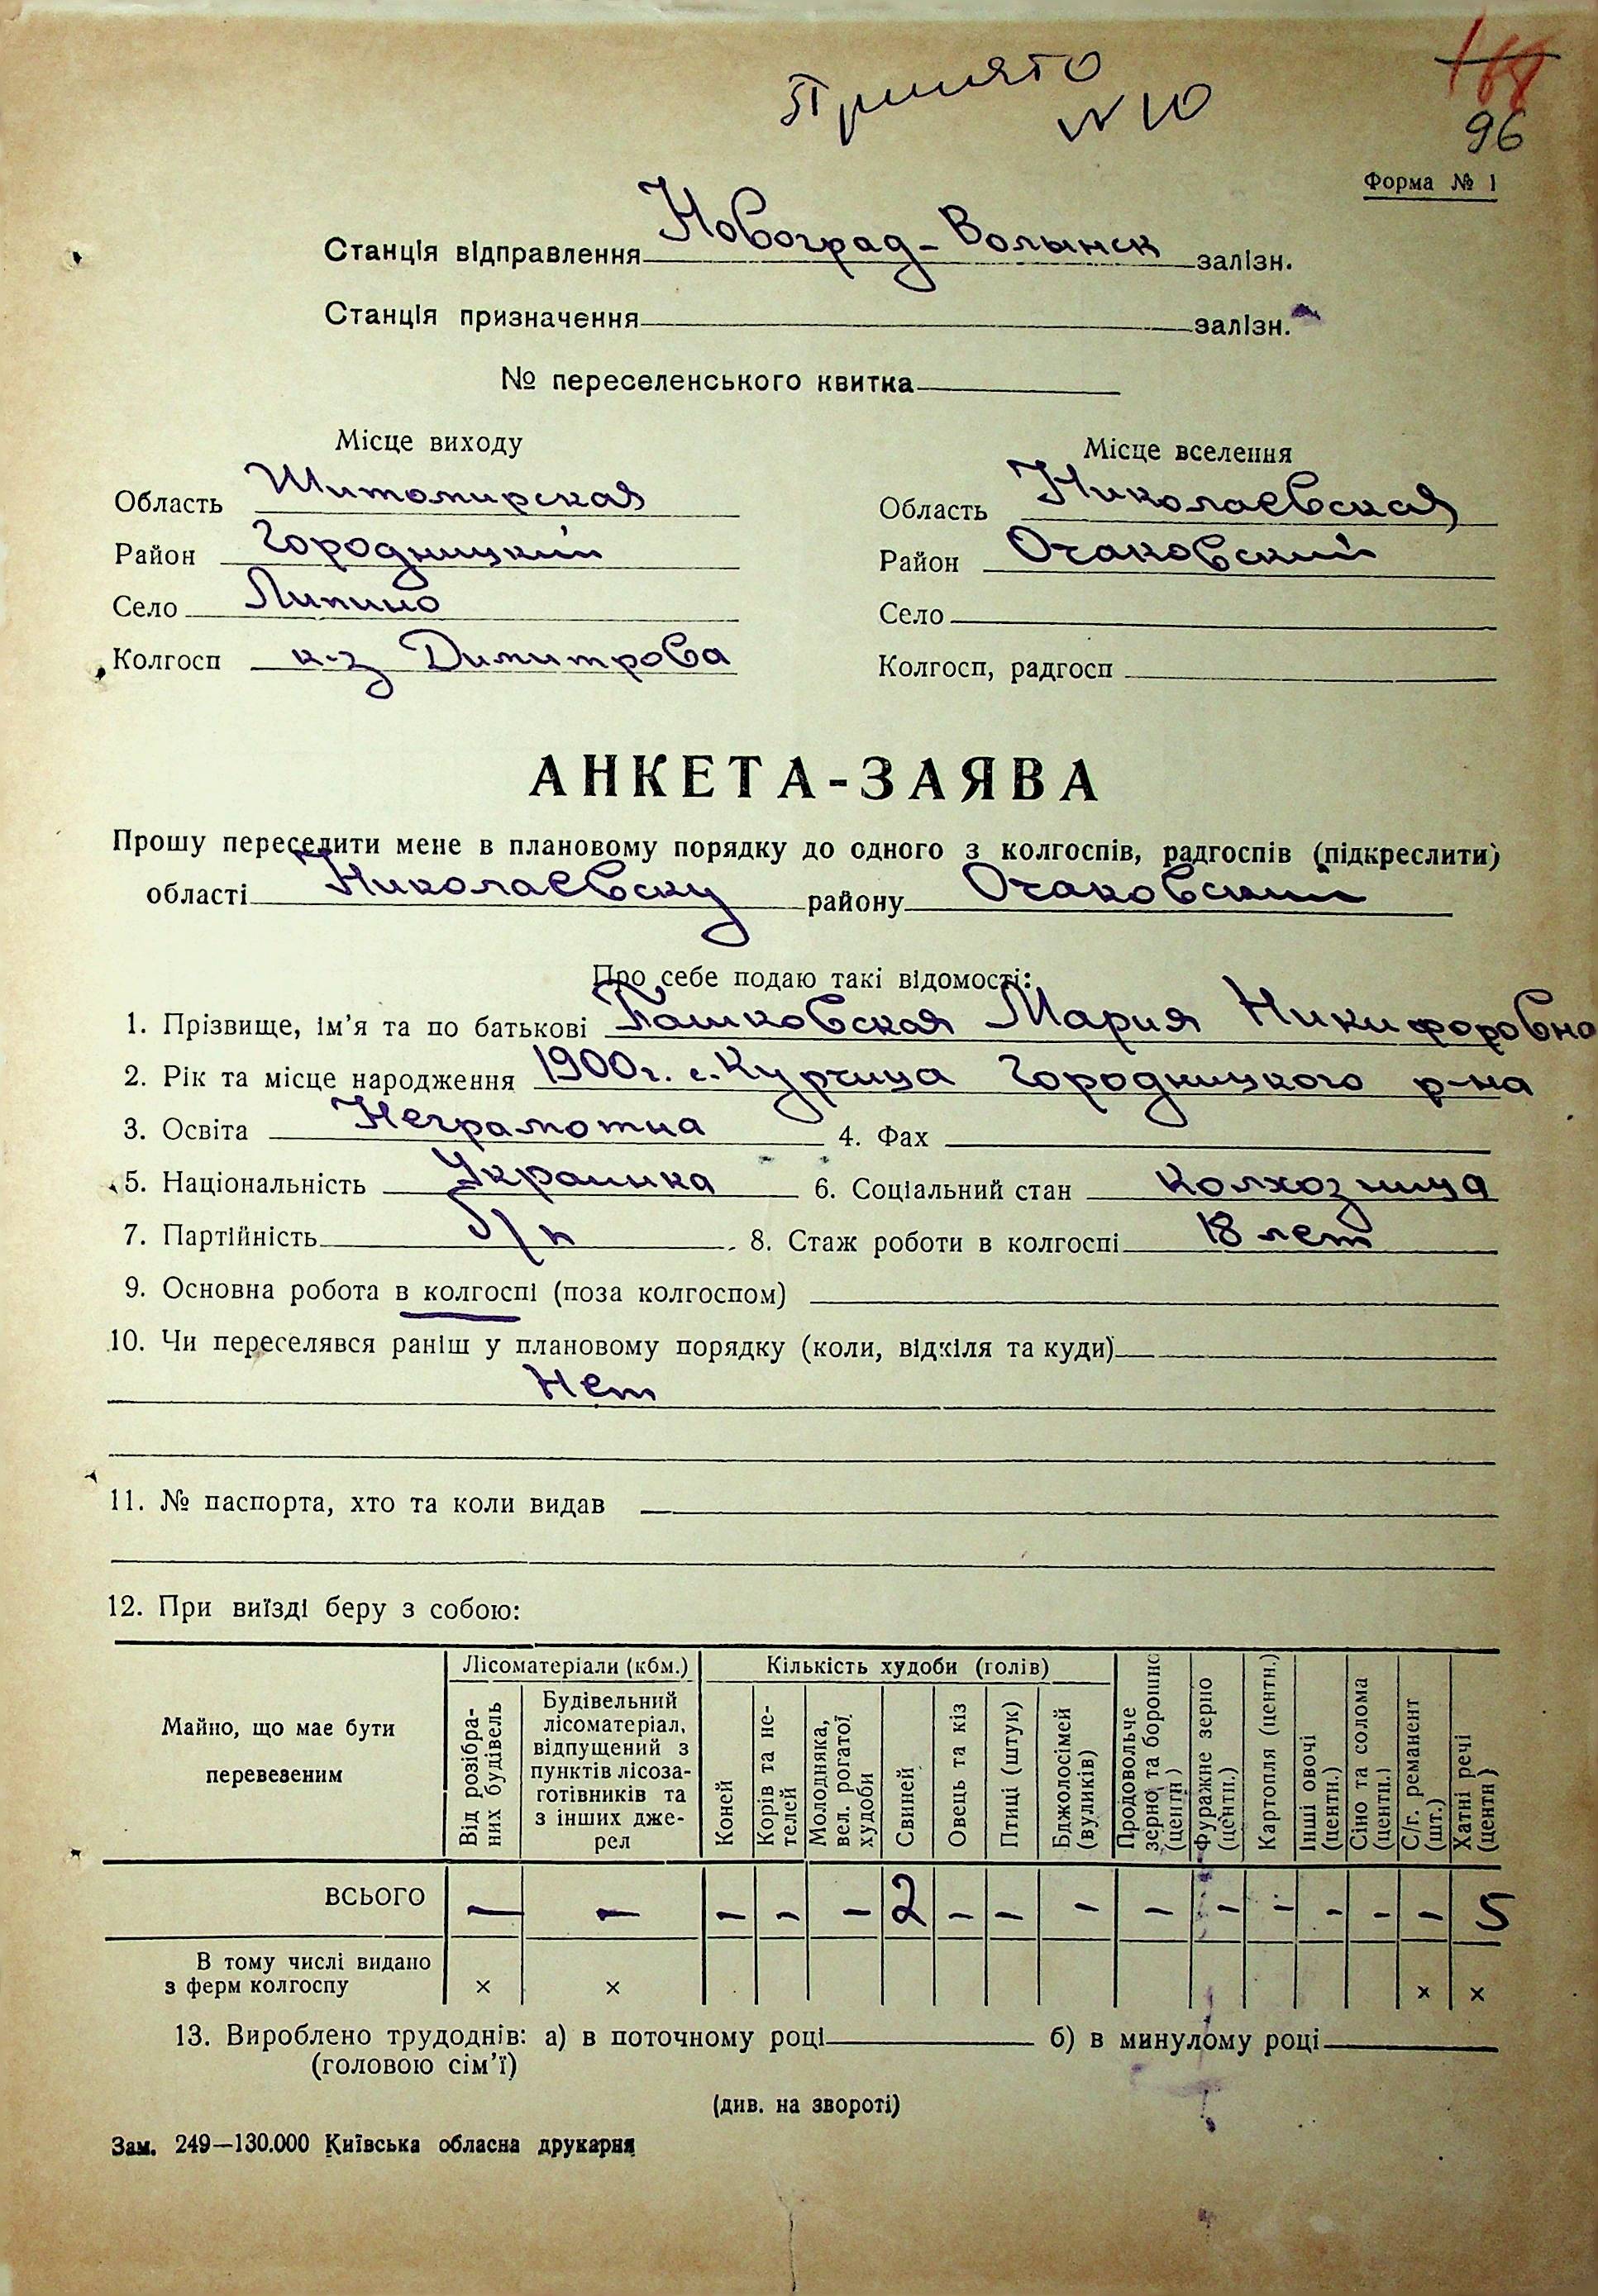 Принято
№ 10
168
96
Форма № 1
Станція відправлення Новоград-Волынск залізн.
Станція призначення залізн.
№ переселенського квитка
Місце виходу
Область Житомирская
Район Городницкий
Село Липино
Колгосп к-з Димитрова
Місце вселення
Область Николаевская
Район Очаковский
Село
Колгосп, радгосп
АНКЕТА-ЗАЯВА
Прошу переселити мене в плановому порядку до одного з колгоспів, радгоспів (підкреслити)
області Николаевску району Очаковский
Про себе подаю такі відомості:
1. Прізвище, ім’я та по батькові Пашковская Мария Никифоровна
2. Рік та місце народження 1900 г. с. Курчица Городницкого р-на
3. Освіта Неграмотна 4. Фах
5. Національність Украинка 6. Соціальний стан колхозница
7. Партійність б/п 8. Стаж роботи в колгоспі 18 лет
9. Основна робота в колгоспі (поза колгоспом)
10. Чи переселявся раніш у плановому порядку (коли, відкіля та куди)
Нет
11. № паспорта, хто та коли видав
12. При виїзді беру з собою:
Майно, що має бути перевезеним
Лісоматеріали (кбм.)
Від розібраних будівель
Будівельний лісоматеріал, відпущений з пунктів лісозаготівників та з інших джерел
Кількість худоби (голів)
Коней
Корів та нетелей
Молодняка, вел. рогатої худоби
Свиней
Овець та кіз
Птиці (штук)
Бджолосімей (вуликів)
Продовольче зерно та борошно (центн)
Фуражне зерно (центн.)
Картопля (центн.)
Інші овочі (центн.)
Сіно та солома (центн.)
С/г. реманент (шт.)
Хатні речі (центн)
ВСЬОГО — — — — — 2 — — — — — — — — — 5
В тому числі видано
з ферм колгоспу × × × ×
13. Вироблено трудоднів: а) в поточному році б) в минулому році
(головою сім’ї)
(див. на звороті)
Зам. 249—130.000 Київська обласна друкарня